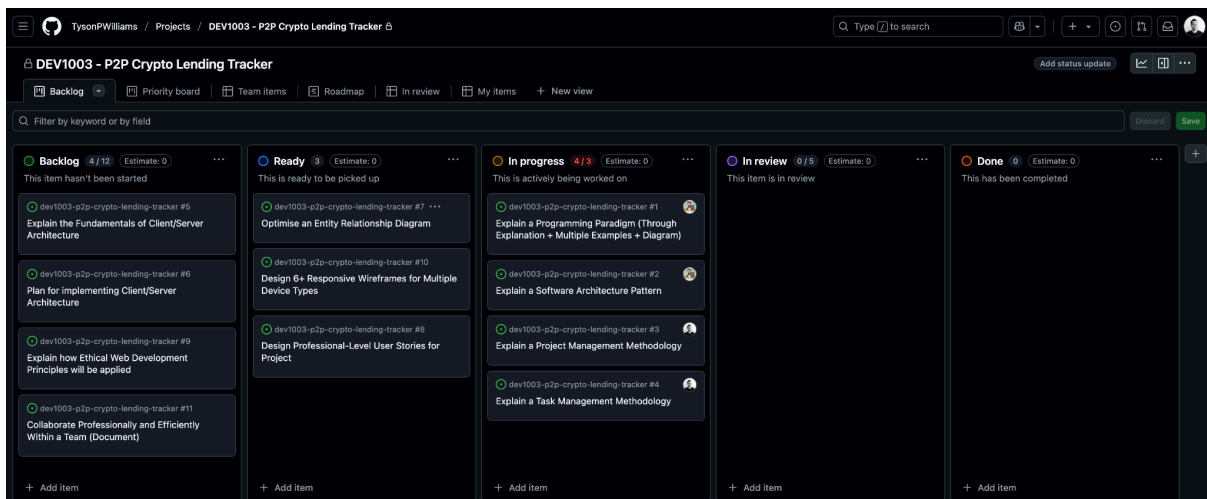 TysonPWilliams / Projects / DEV1003 - P2P Crypto Lending Tracker
Type / to search
DEV1003 - P2P Crypto Lending Tracker
Add status update
Backlog
Priority board
Team items
Roadmap
In review
My items
+ New view
Filter by keyword or by field
Discard
Save
Backlog 4 / 12 Estimate: 0
This item hasn't been started
dev1003-p2p-crypto-lending-tracker #5
Explain the Fundamentals of Client/Server
Architecture
dev1003-p2p-crypto-lending-tracker #6
Plan for implementing Client/Server
Architecture
dev1003-p2p-crypto-lending-tracker #9
Explain how Ethical Web Development
Principles will be applied
dev1003-p2p-crypto-lending-tracker #11
Collaborate Professionally and Efficiently
Within a Team (Document)
+ Add item
Ready 3 Estimate: 0
This is ready to be picked up
dev1003-p2p-crypto-lending-tracker #7
Optimise an Entity Relationship Diagram
dev1003-p2p-crypto-lending-tracker #10
Design 6+ Responsive Wireframes for Multiple
Device Types
dev1003-p2p-crypto-lending-tracker #8
Design Professional-Level User Stories for
Project
+ Add item
In progress 4 / 3 Estimate: 0
This is actively being worked on
dev1003-p2p-crypto-lending-tracker #1
Explain a Programming Paradigm (Through
Explanation + Multiple Examples + Diagram)
dev1003-p2p-crypto-lending-tracker #2
Explain a Software Architecture Pattern
dev1003-p2p-crypto-lending-tracker #3
Explain a Project Management Methodology
dev1003-p2p-crypto-lending-tracker #4
Explain a Task Management Methodology
+ Add item
In review 0 / 5 Estimate: 0
This item is in review
+ Add item
Done 0 Estimate: 0
This has been completed
+ Add item